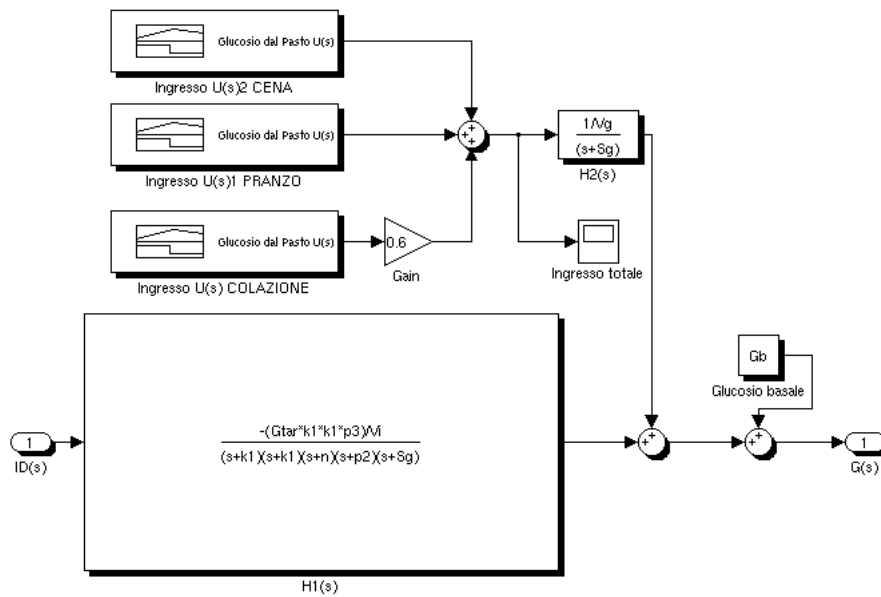 Glucosio dal Pasto U(s)
Ingresso U(s)2 CENA
Glucosio dal Pasto U(s)
Ingresso U(s)1 PRANZO
Glucosio dal Pasto U(s)
Ingresso U(s) COLAZIONE
0.6
Gain
+
+
+
1/Vg
(s+Sg)
H2(s)
Ingresso totale
Gb
Glucosio basale
1
ID(s)
-(Gtar*k1*k1*p3)/Vi
(s+k1)(s+k1)(s+n)(s+p2)(s+Sg)
H1(s)
+
+
+
+
1
G(s)